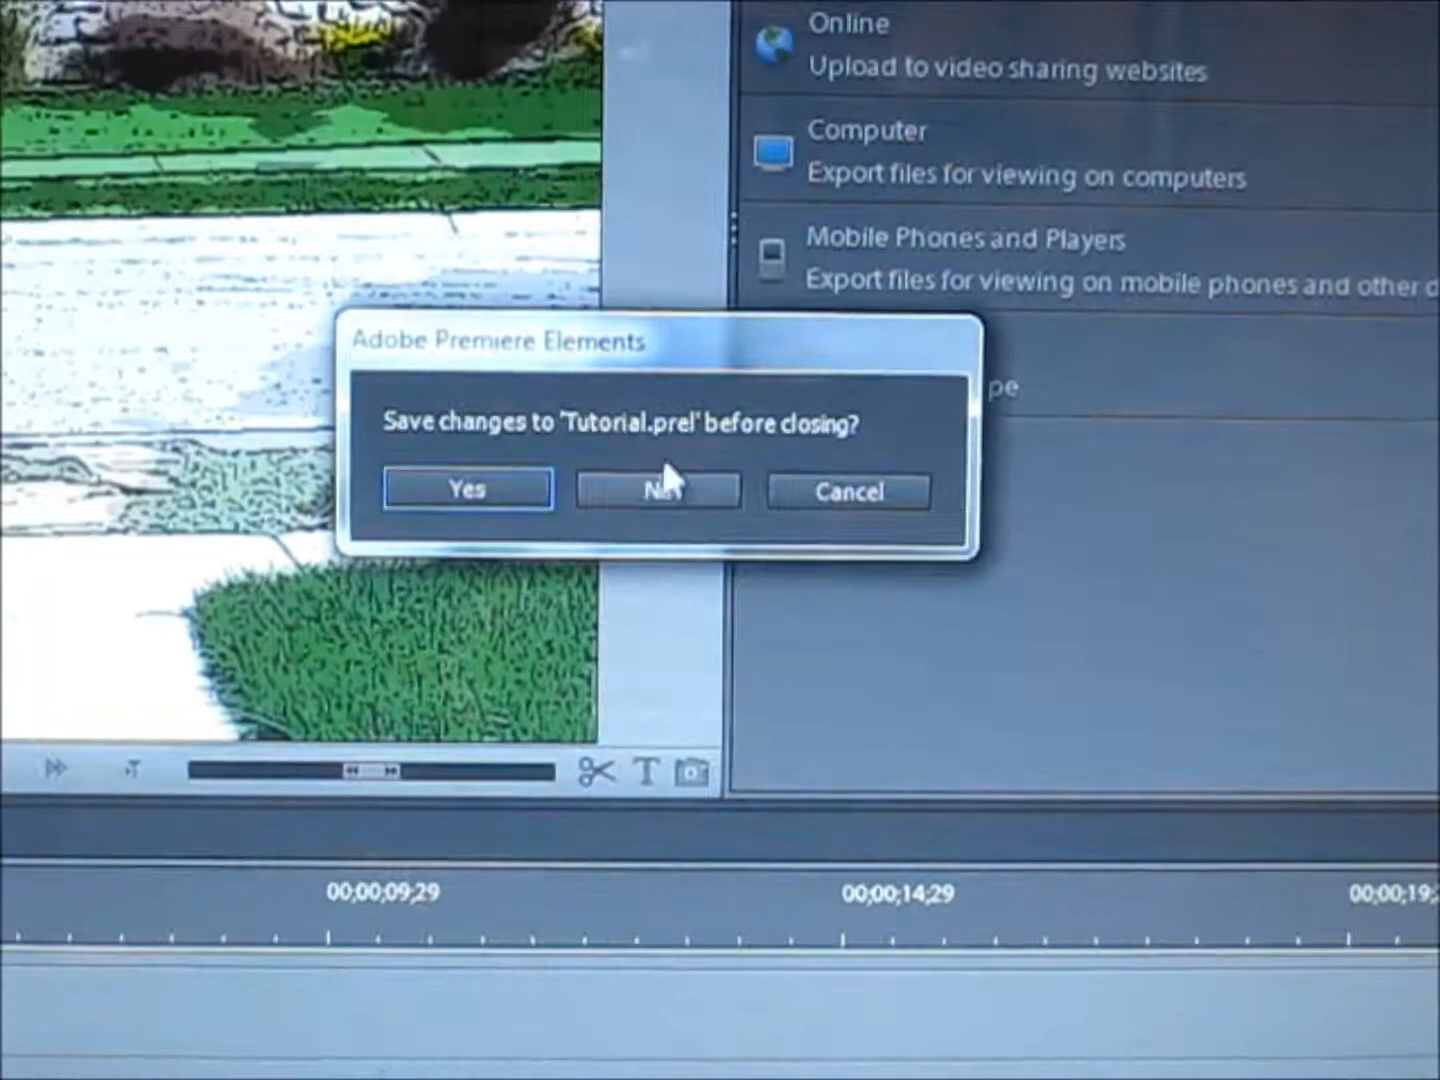 Online
Upload to video sharing websites
Computer
Export files for viewing on computers
Mobile Phones and Players
Export files for viewing on mobile phones and other d
pe
Adobe Premiere Elements
Save changes to 'Tutorial.prel' before closing?
Yes
No
Cancel
T
00;00;09;29
00;00;14;29
00;00;19;